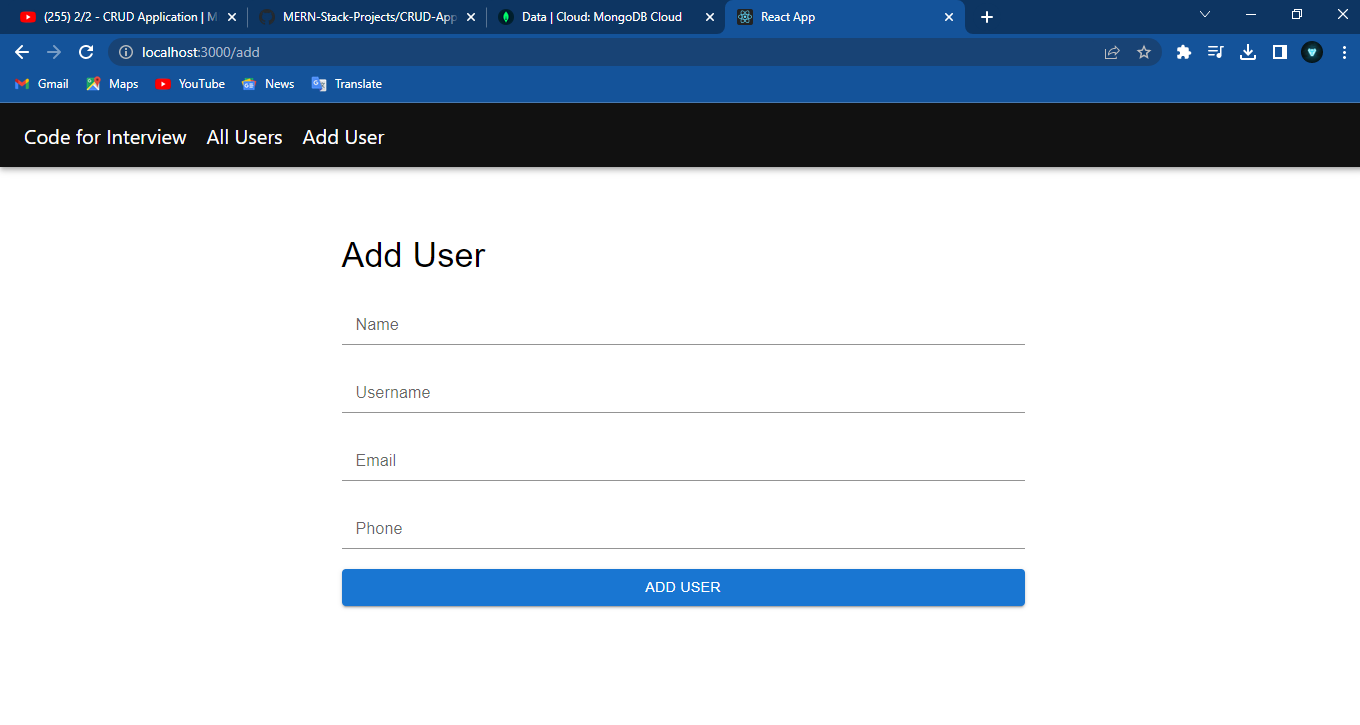 (255) 2/2 - CRUD Application | M
MERN-Stack-Projects/CRUD-App
Data | Cloud: MongoDB Cloud
React App
localhost:3000/add
Gmail
Maps
YouTube
News
Translate
Code for Interview
All Users
Add User
Add User
Name
Username
Email
Phone
ADD USER